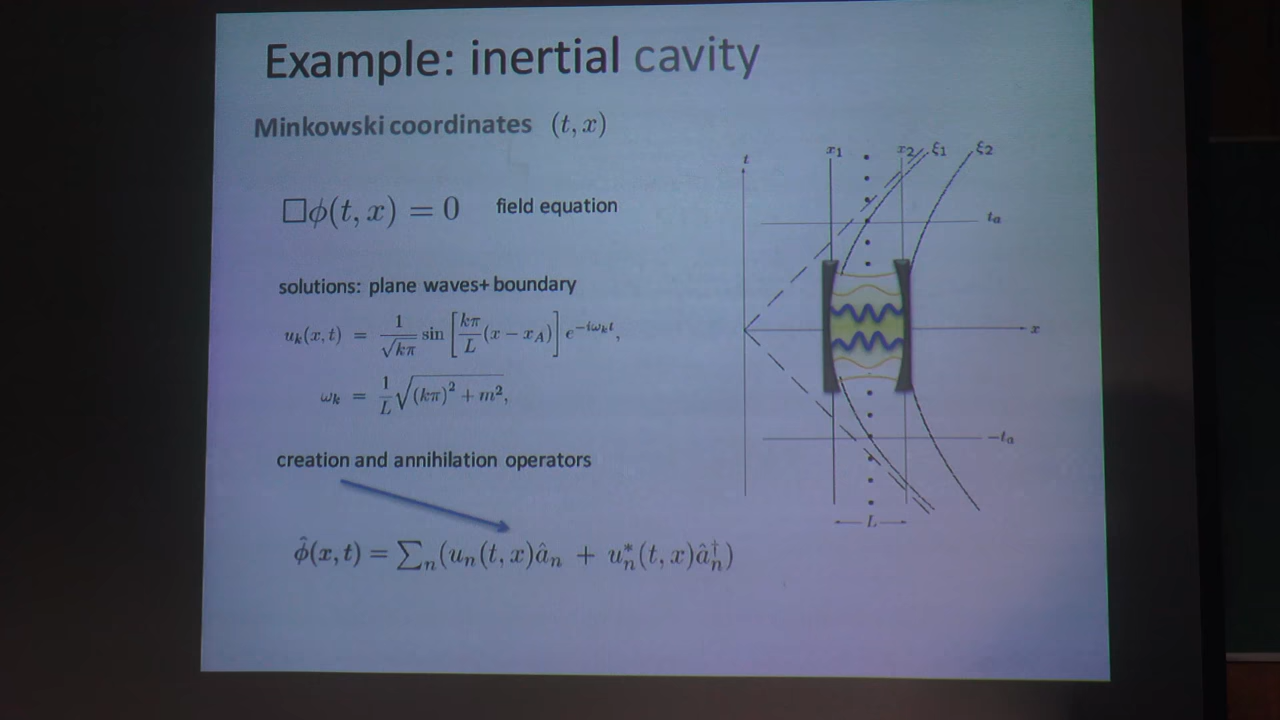 Example: inertial cavity
Minkowski coordinates (t, x)
□ϕ(t, x) = 0 field equation
solutions: plane waves+ boundary
u_k(x, t) = 1/√kπ sin [kπ/L (x − x_A)] e^{−iω_k t},
ω_k = 1/L √((kπ)² + m²),
creation and annihilation operators
ϕ̂(x, t) = ∑_n(u_n(t, x)â_n + u_n^*(t, x)â_n^†)
t
x₁
x₂
ξ₁
ξ₂
t_a
x
−t_a
L